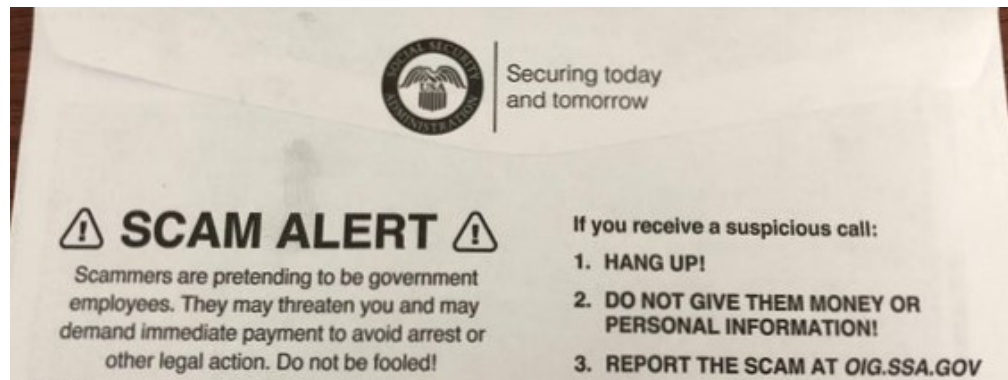 SOCIAL SECURITY ADMINISTRATION
USA
Securing today
and tomorrow
SCAM ALERT
Scammers are pretending to be government
employees. They may threaten you and may
demand immediate payment to avoid arrest or
other legal action. Do not be fooled!
If you receive a suspicious call:
1. HANG UP!
2. DO NOT GIVE THEM MONEY OR
PERSONAL INFORMATION!
3. REPORT THE SCAM AT OIG.SSA.GOV